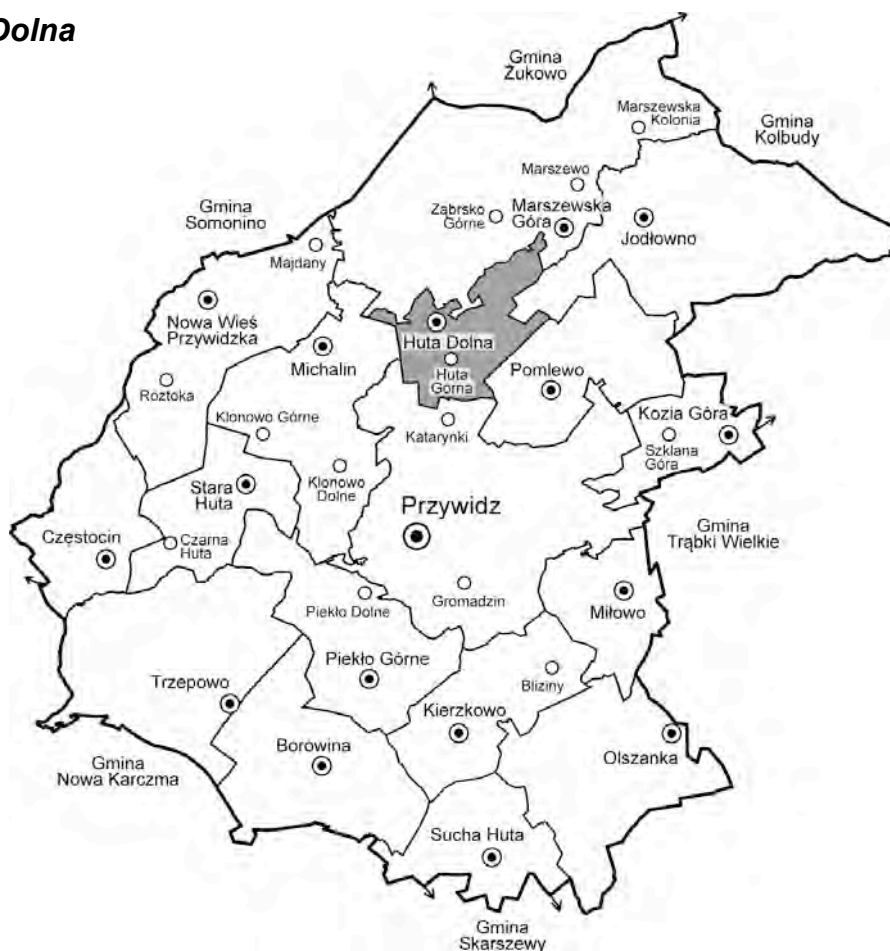 Dolna
Gmina
Żukowo
Marszewska
Kolonia
Gmina
Kolbudy
Marszewo
Gmina
Somonino
Ząbrsko
Górne
Marszewska
Góra
Jodłowno
Majdany
Nowa Wieś
Przywidzka
Huta Dolna
Michalin
Huta
Górna
Pomlewo
Roztoka
Klonowo Górne
Katarynki
Kozia Góra
Szklana
Góra
Klonowo
Dolne
Stara
Huta
Przywidz
Gmina
Trąbki Wielkie
Częstocin
Czarna
Huta
Gromadzin
Piekło Dolne
Miłowo
Piekło Górne
Bliziny
Trzepowo
Kierzkowo
Borowina
Olszanka
Gmina
Nowa Karczma
Sucha Huta
Gmina
Skarszewy